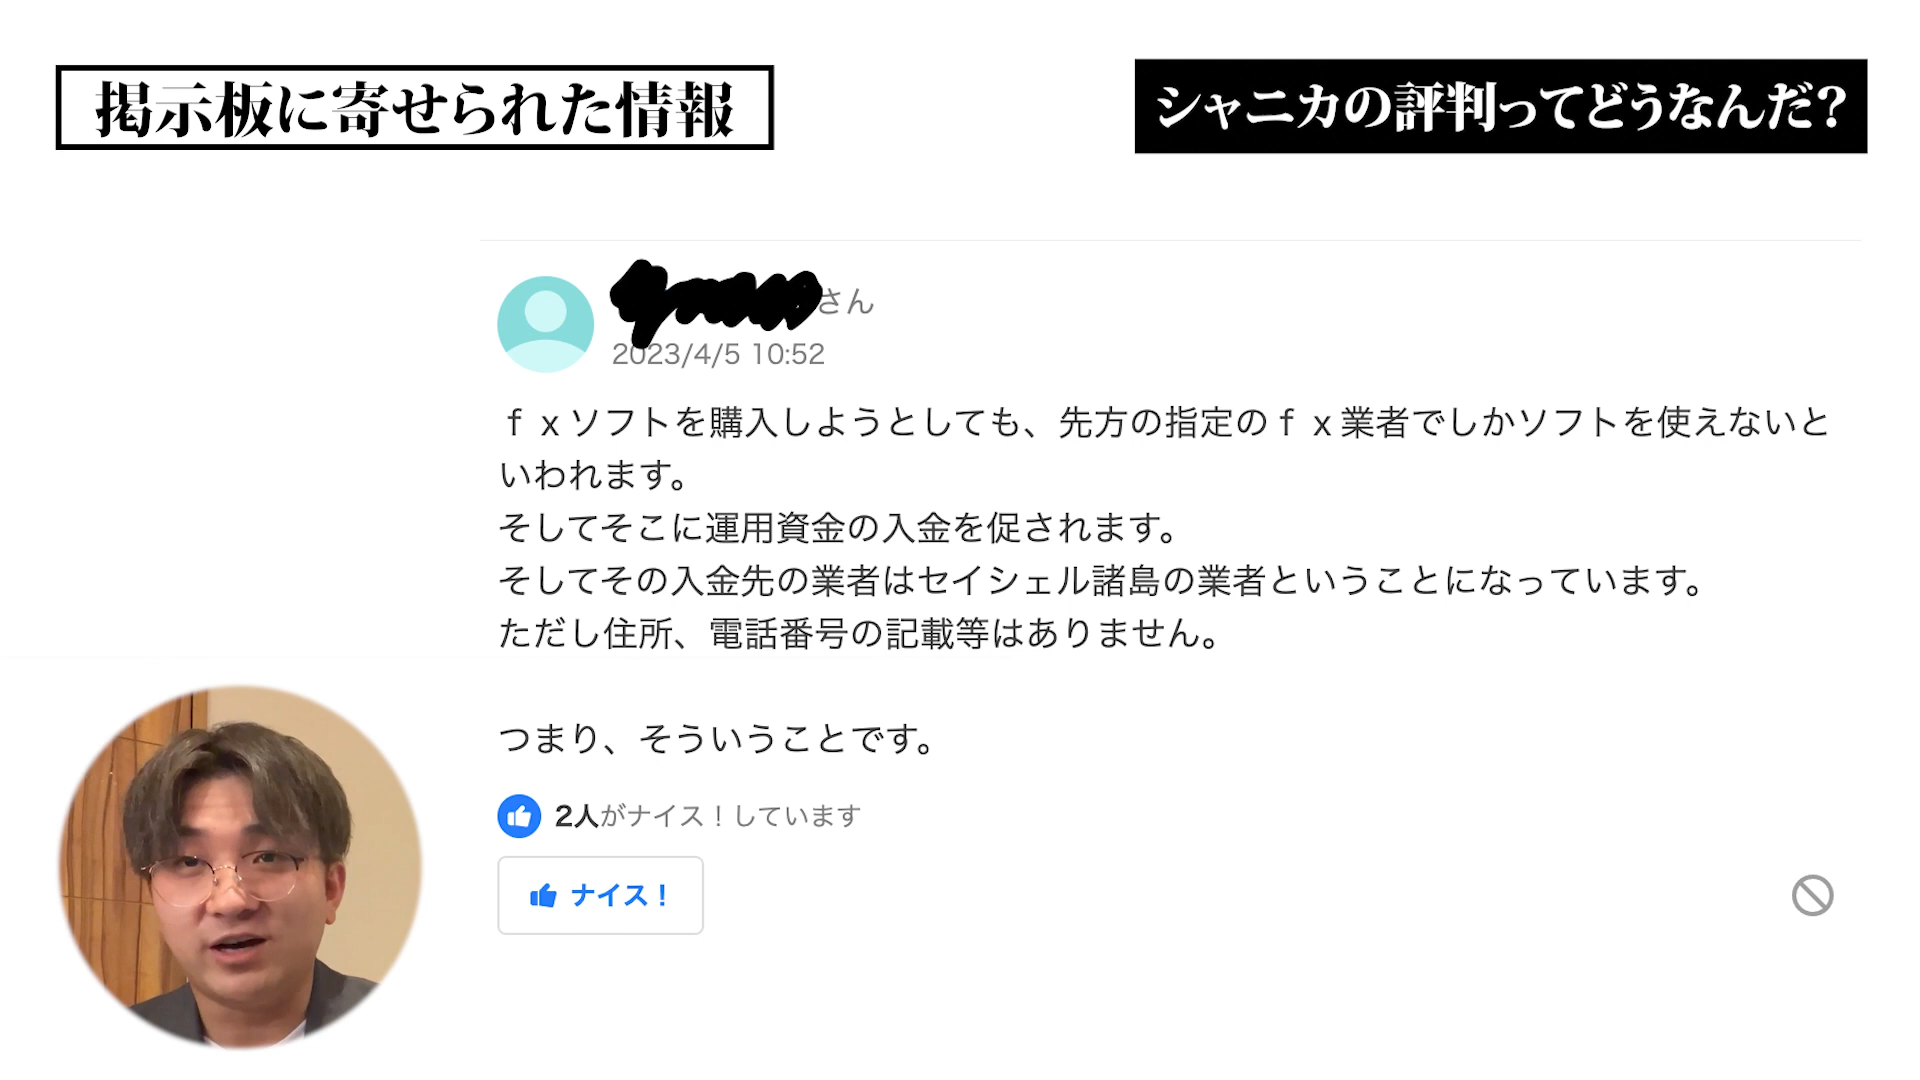 掲示板に寄せられた情報
シャニカの評判ってどうなんだ?
さん
2023/4/5 10:52
ｆｘソフトを購入しようとしても、先方の指定のｆｘ業者でしかソフトを使えないと
いわれます。
そしてそこに運用資金の入金を促されます。
そしてその入金先の業者はセイシェル諸島の業者ということになっています。
ただし住所、電話番号の記載等はありません。
つまり、そういうことです。
2人がナイス！しています
ナイス！